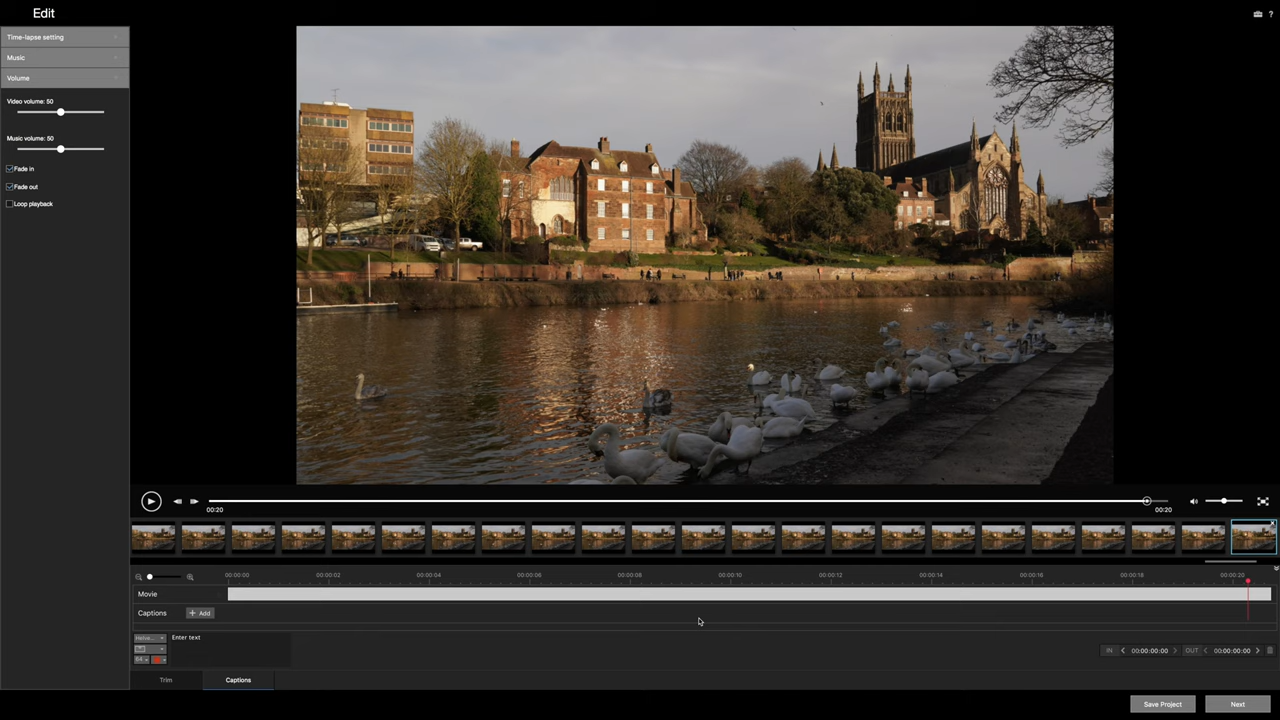 Edit
?
Time-lapse setting
Music
Volume
Video volume: 50
Music volume: 50
Fade in
Fade out
Loop playback
00:20
00:20
00:00:00 00:00:02 00:00:04 00:00:06 00:00:08 00:00:10 00:00:12 00:00:14 00:00:16 00:00:18 00:00:20
Movie
Captions + Add
Helve...
Enter text
64
IN 00:00:00:00 OUT 00:00:00:00
Trim Captions
Save Project Next